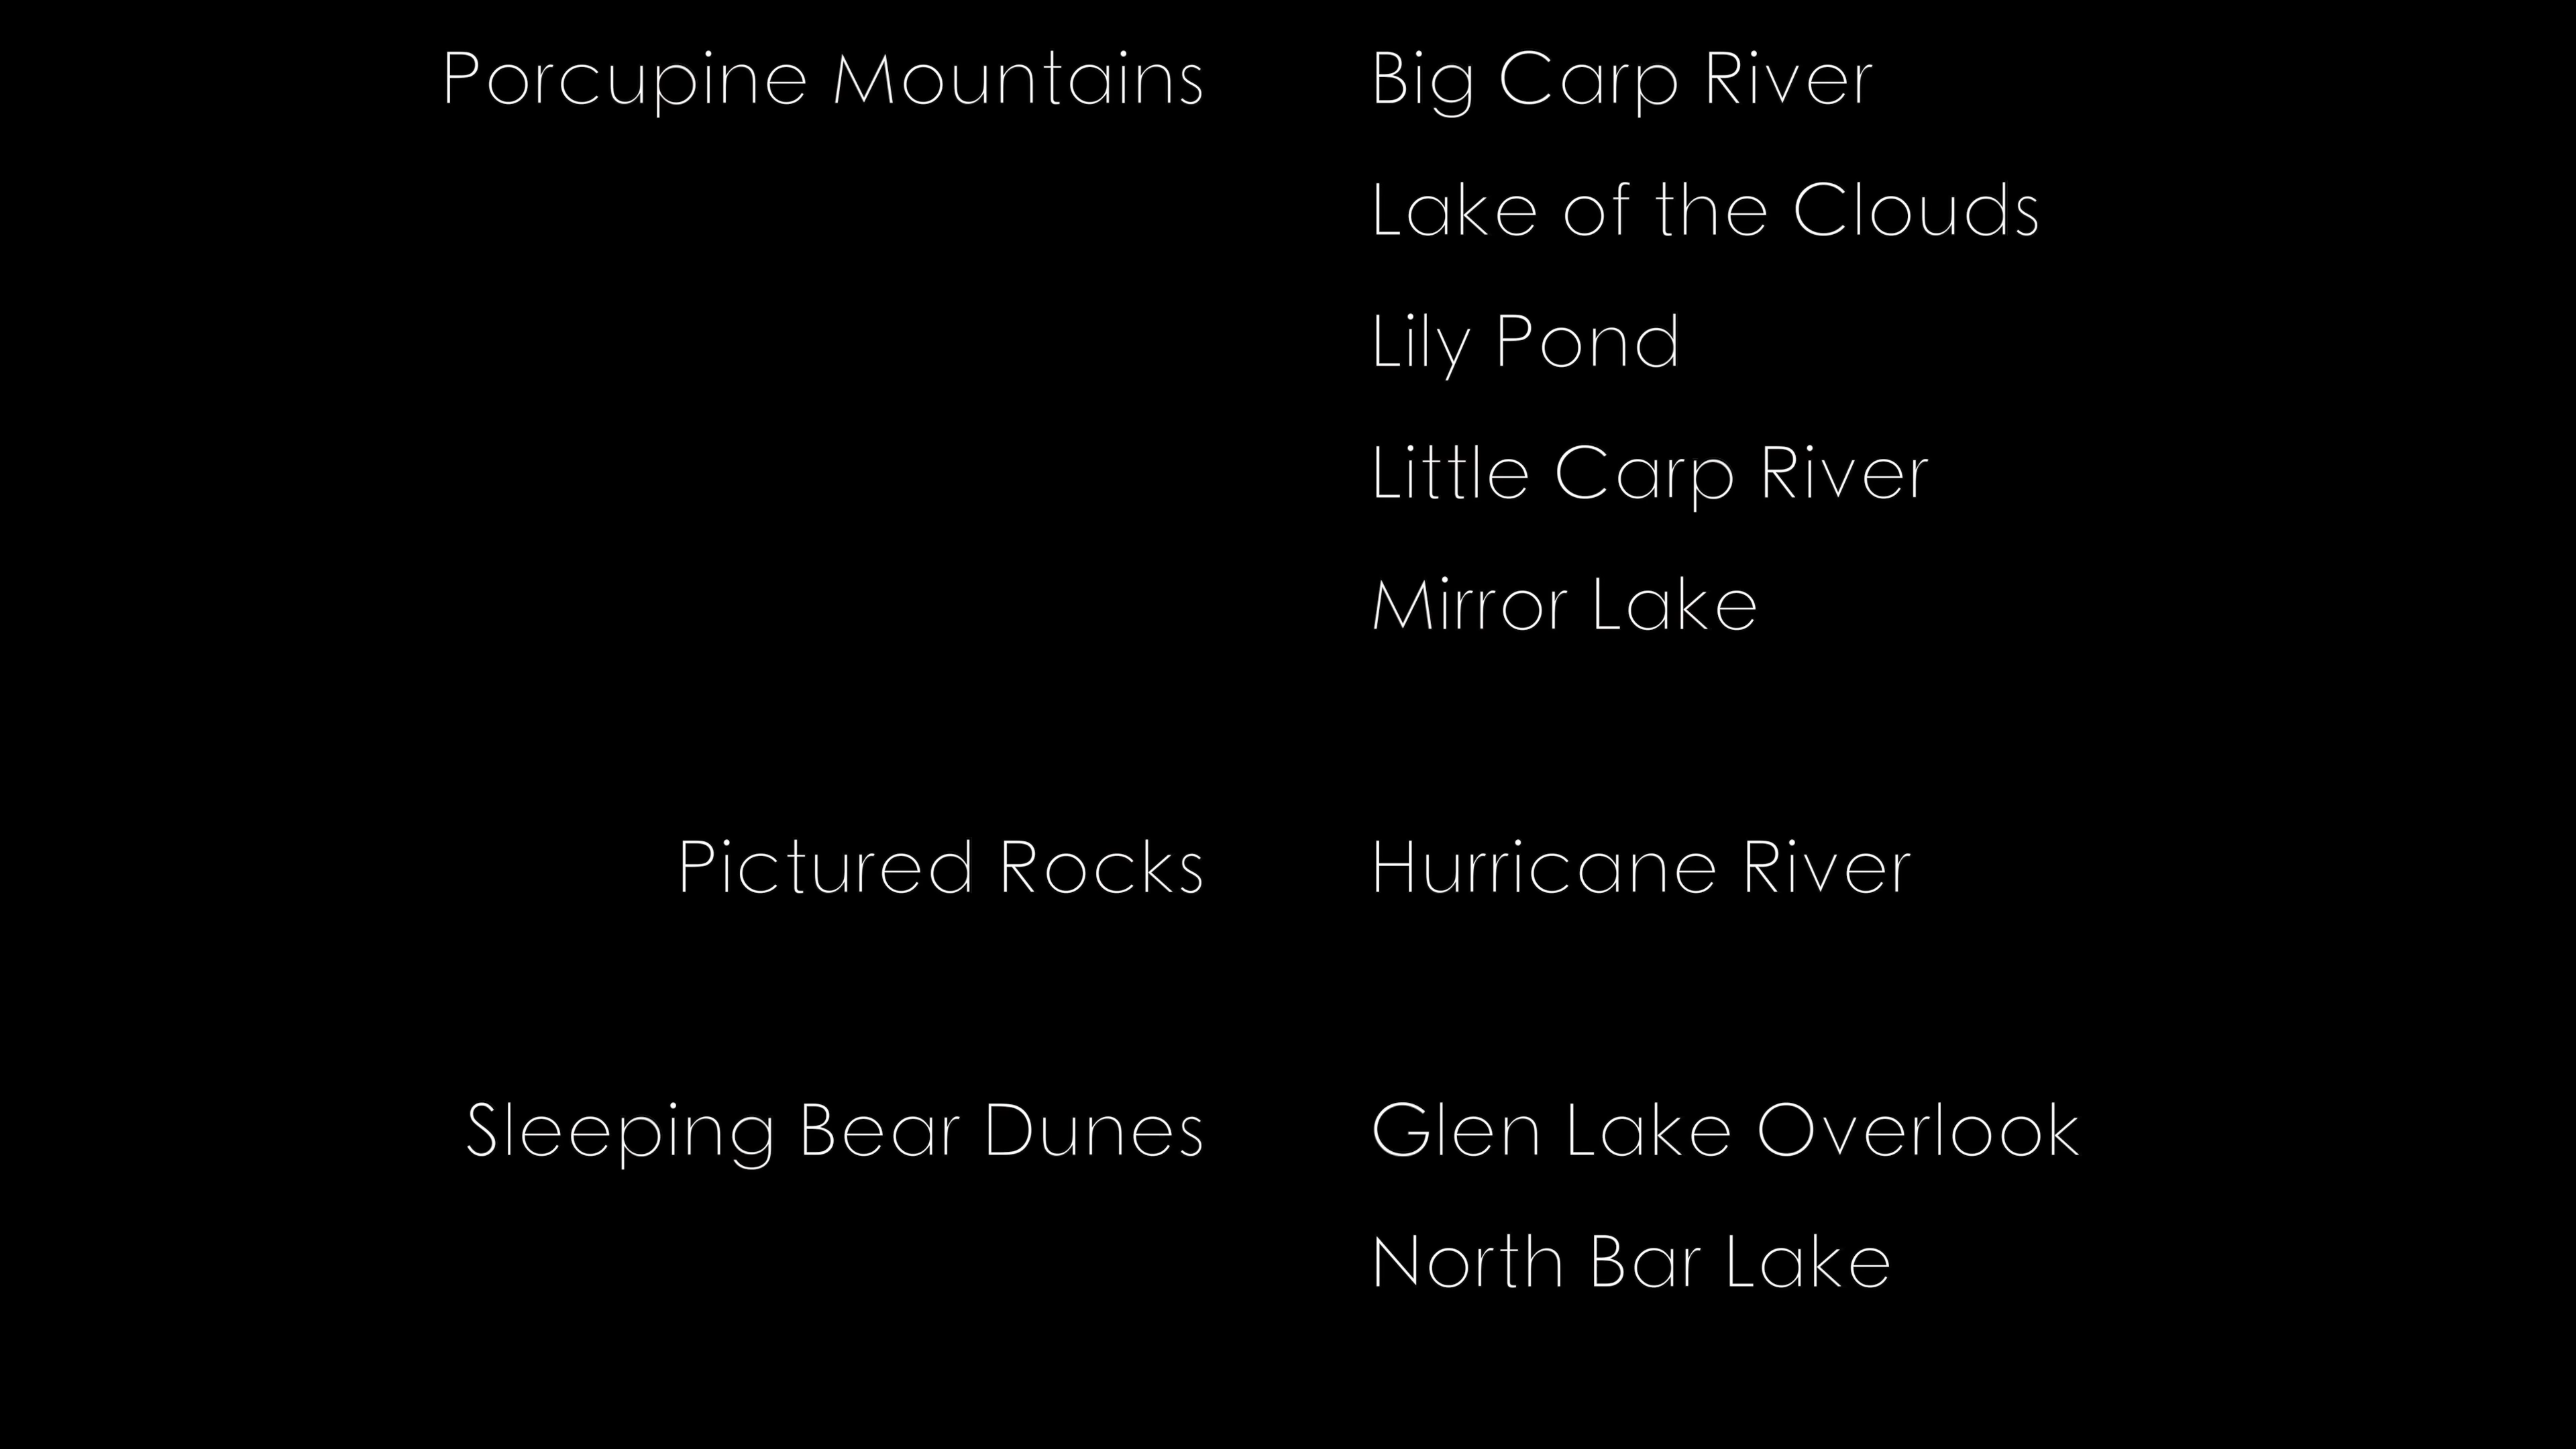 Porcupine Mountains Big Carp River
Lake of the Clouds
Lily Pond
Little Carp River
Mirror Lake
Pictured Rocks Hurricane River
Sleeping Bear Dunes Glen Lake Overlook
North Bar Lake